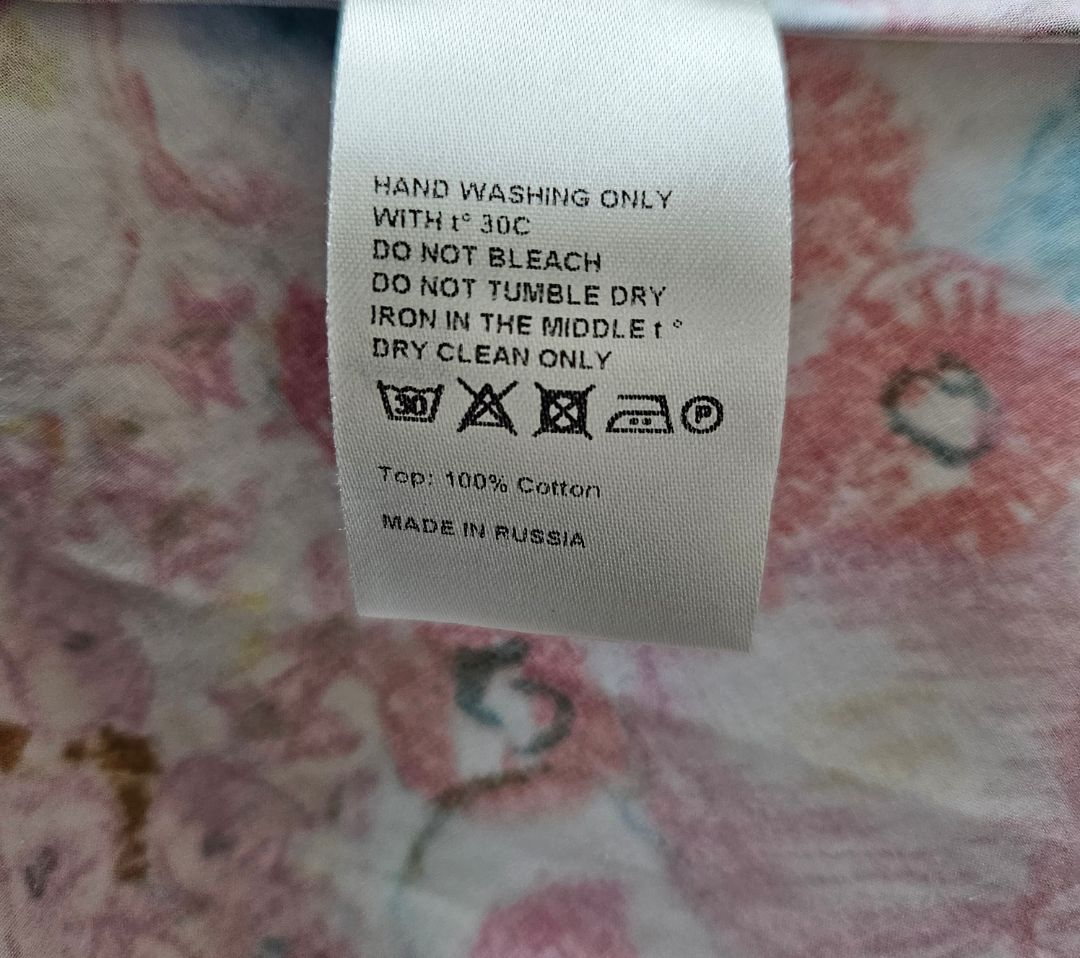 HAND WASHING ONLY
WITH t° 30C
DO NOT BLEACH
DO NOT TUMBLE DRY
IRON IN THE MIDDLE t °
DRY CLEAN ONLY
30 P
Top: 100% Cotton
MADE IN RUSSIA